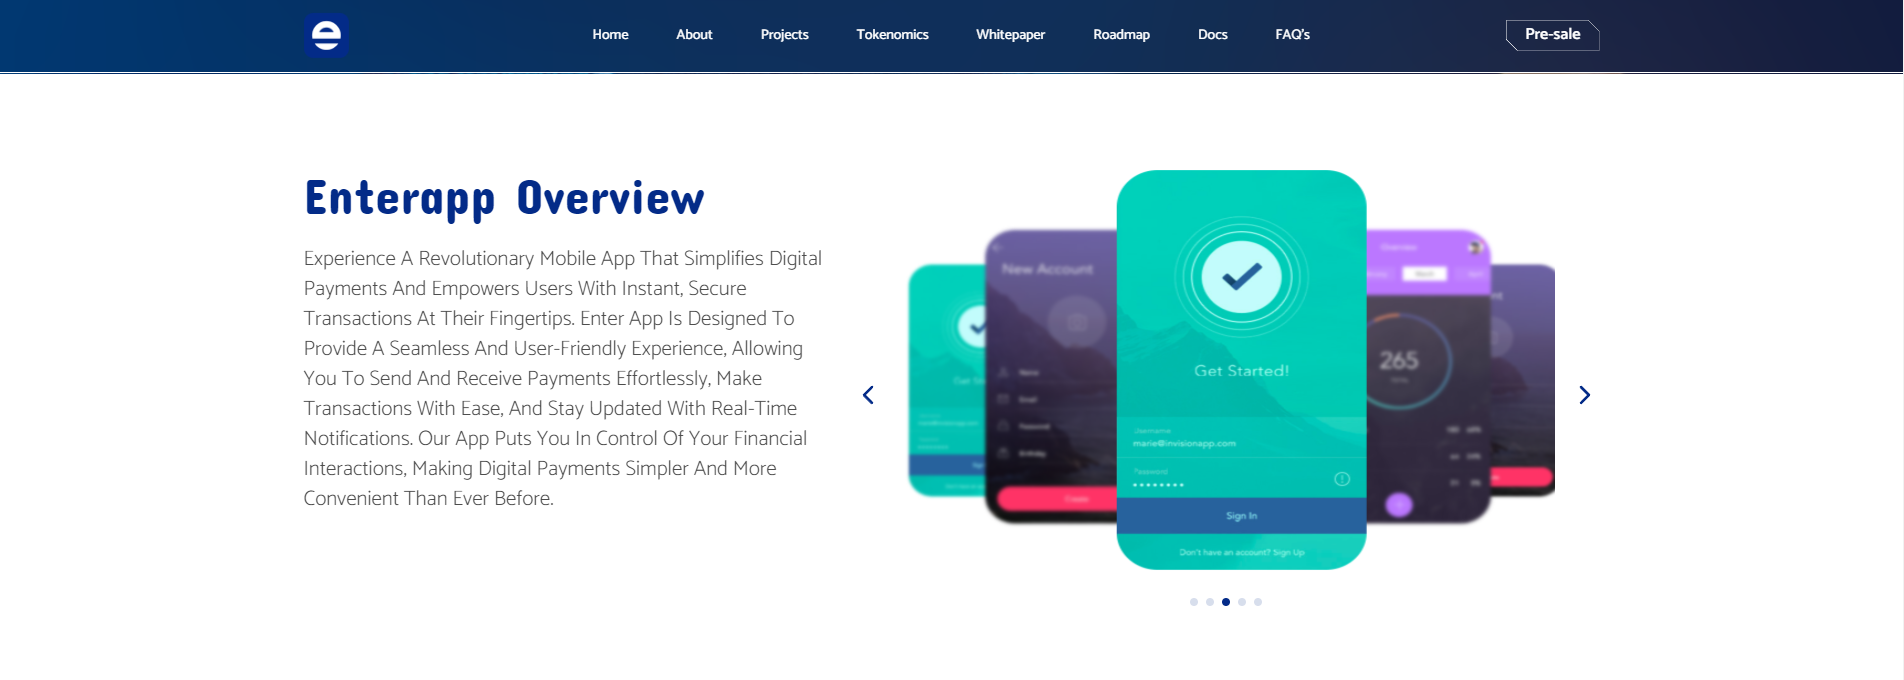 Home About Projects Tokenomics Whitepaper Roadmap Docs FAQ's Pre-sale
Enterapp Overview
Experience A Revolutionary Mobile App That Simplifies Digital
Payments And Empowers Users With Instant, Secure
Transactions At Their Fingertips. Enter App Is Designed To
Provide A Seamless And User-Friendly Experience, Allowing
You To Send And Receive Payments Effortlessly, Make
Transactions With Ease, And Stay Updated With Real-Time
Notifications. Our App Puts You In Control Of Your Financial
Interactions, Making Digital Payments Simpler And More
Convenient Than Ever Before.
New Account
Name
Email
Password
Birthday
Create
Get Started!
Username
marie@invisionapp.com
Password
Sign In
Don't have an account? Sign Up
Overview
265